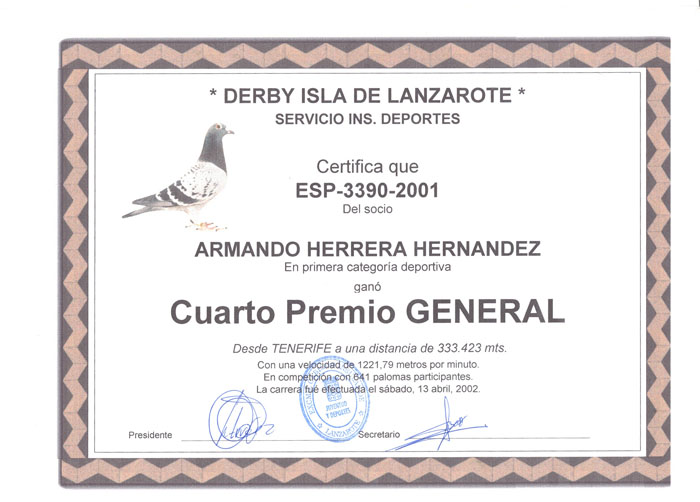 * DERBY ISLA DE LANZAROTE *
SERVICIO INS. DEPORTES
Certifica que
ESP-3390-2001
Del socio
ARMANDO HERRERA HERNANDEZ
En primera categoría deportiva
ganó
Cuarto Premio GENERAL
Desde TENERIFE a una distancia de 333.423 mts.
Con una velocidad de 1221,79 metros por minuto.
En competición con 641 palomas participantes.
La carrera fué efectuada el sábado, 13 abril, 2002.
JUVENTUD
Y DEPORTES
LANZAROTE
Presidente
Secretario